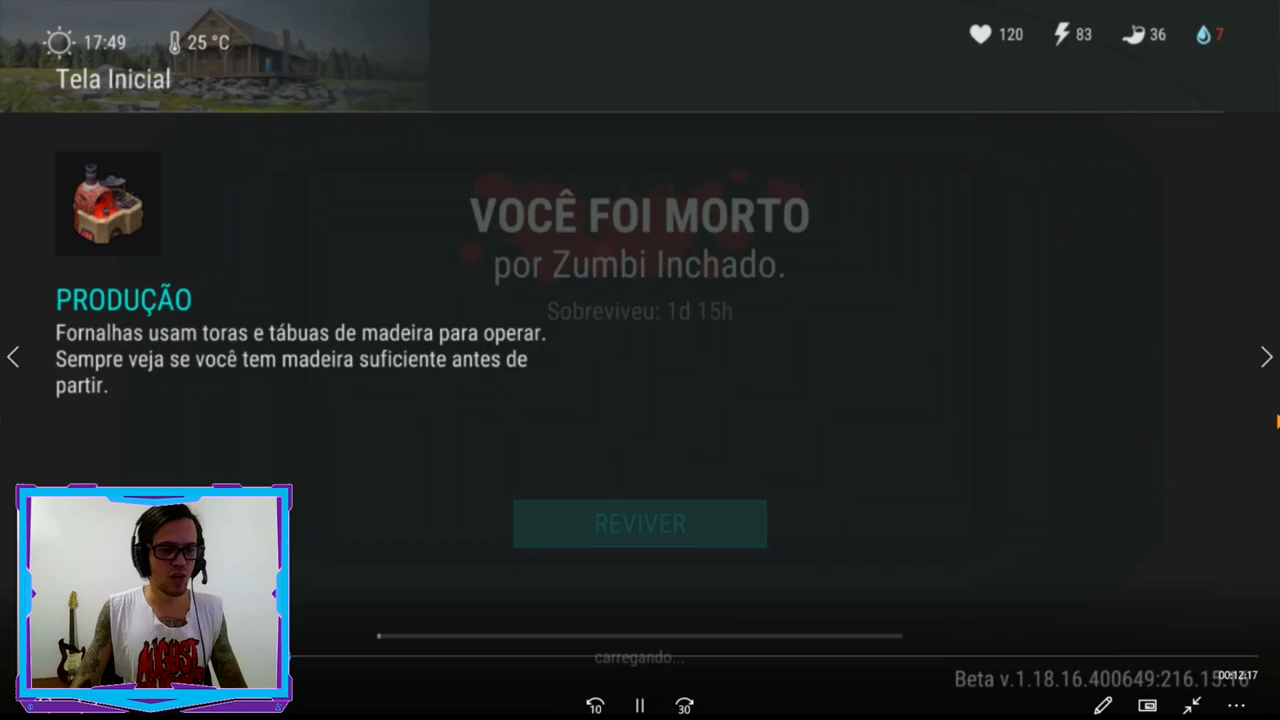 17:49
25 °C
120
83
36
7
Tela Inicial
VOCÊ FOI MORTO
por Zumbi Inchado.
Sobreviveu: 1d 15h
PRODUÇÃO
Fornalhas usam toras e tábuas de madeira para operar.
Sempre veja se você tem madeira suficiente antes de
partir.
REVIVER
AUGUST
carregando...
Beta v.1.18.16.400649:216.15.
00:12:17
10
30